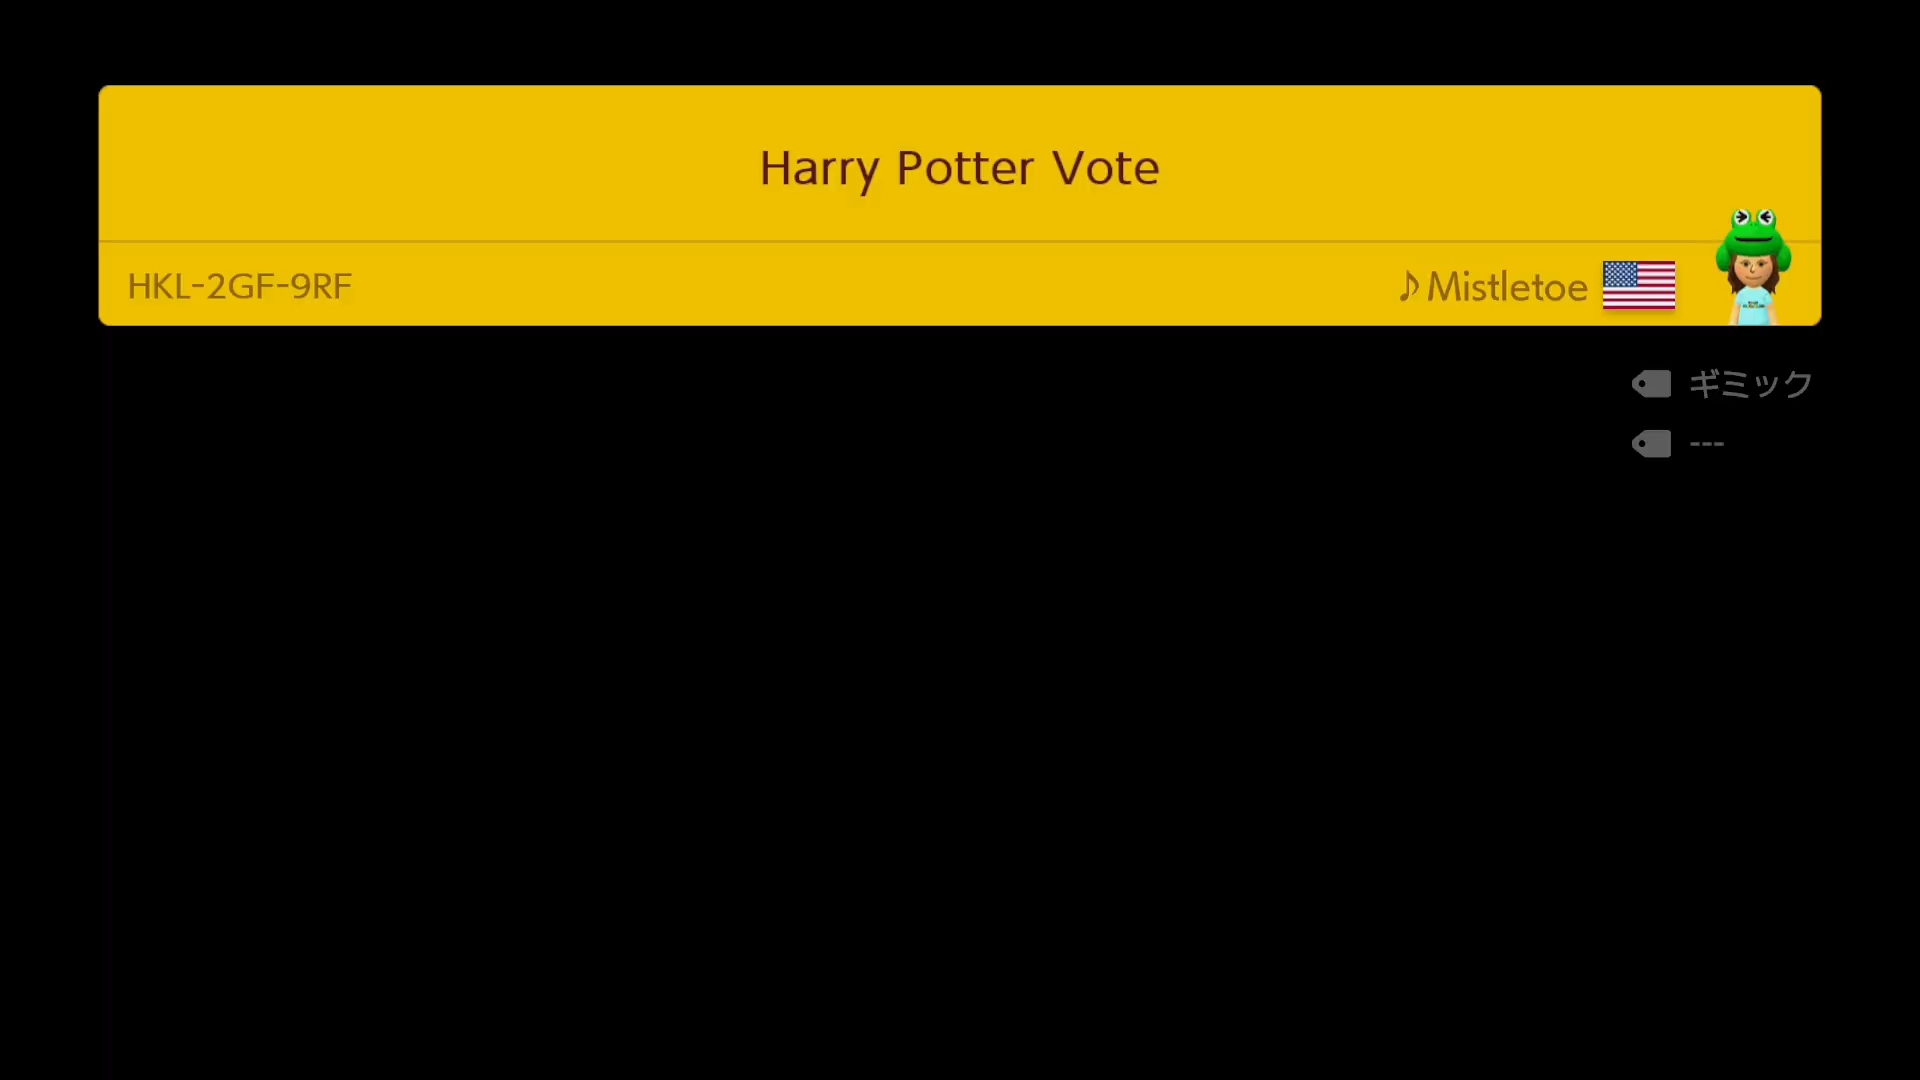 Harry Potter Vote
HKL-2GF-9RF
♪Mistletoe
ギミック
---